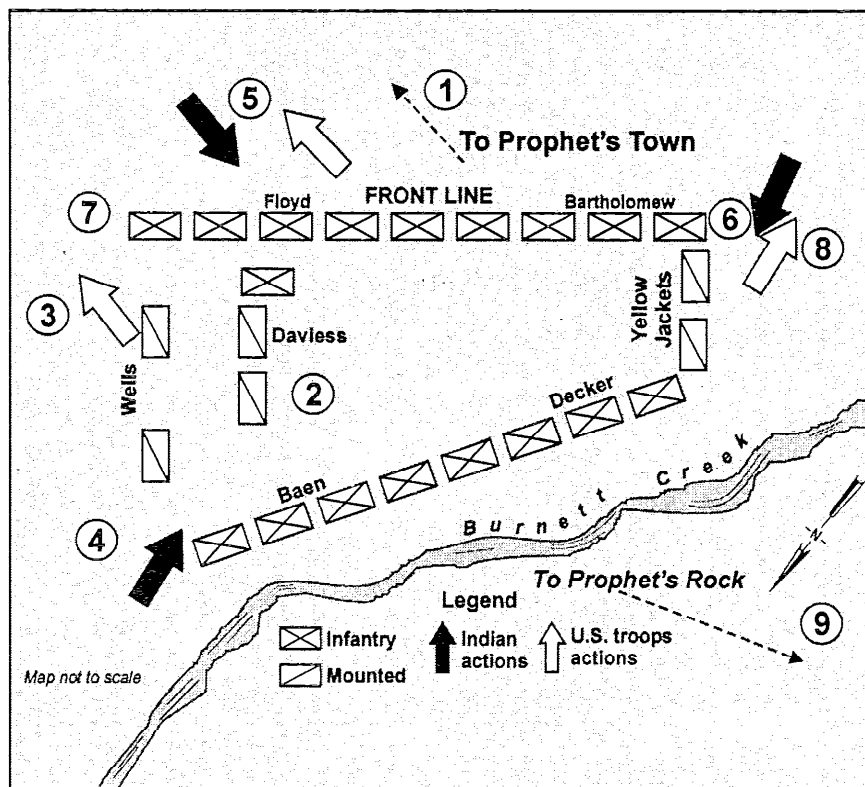 1
5
To Prophet's Town
Floyd
FRONT LINE
Bartholomew
7
6
8
3
Wells
Daviess
2
Yellow
Jackets
Decker
Baen
4
Burnett Creek
N
To Prophet's Rock
9
Legend
Infantry
Mounted
Indian
actions
U.S. troops
actions
Map not to scale